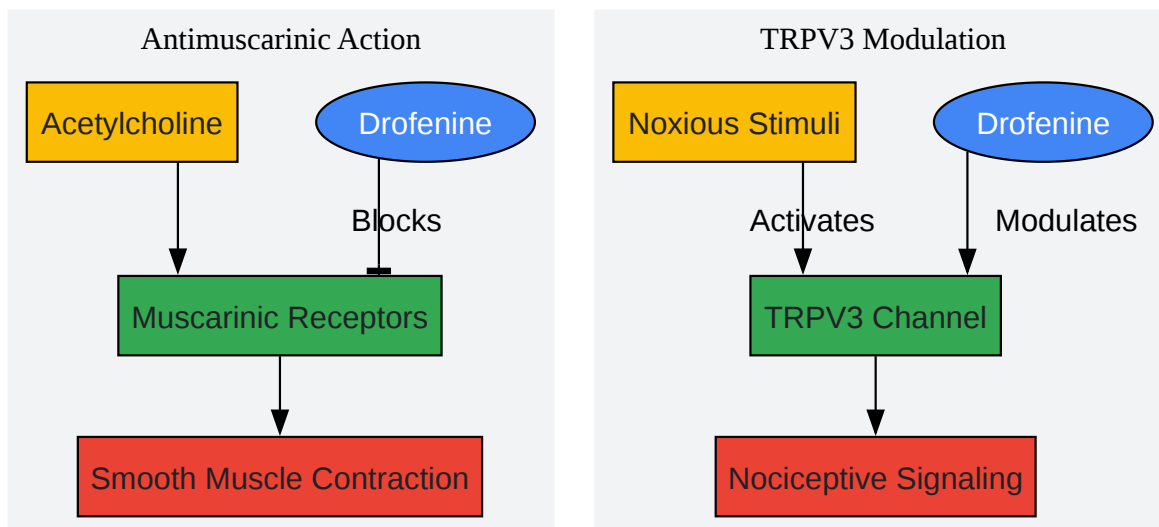 Antimuscarinic Action
Acetylcholine
Drofenine
Blocks
Muscarinic Receptors
Smooth Muscle Contraction
TRPV3 Modulation
Noxious Stimuli
Drofenine
Activates
Modulates
TRPV3 Channel
Nociceptive Signaling